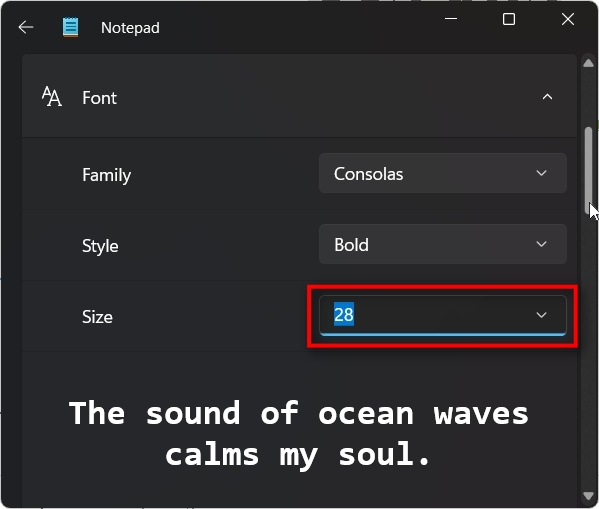 Notepad
Font
Family
Consolas
Style
Bold
Size
28
The sound of ocean waves
calms my soul.